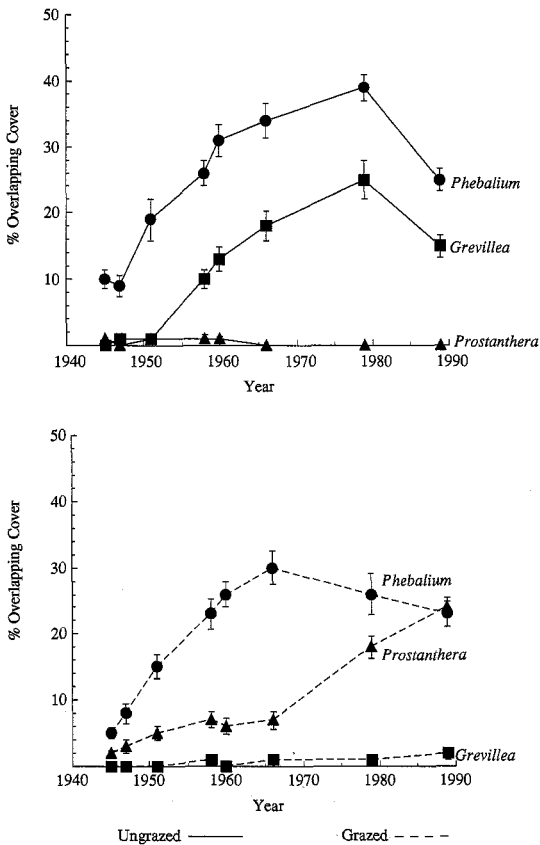 50
40
30
20
10
% Overlapping Cover
Phebalium
Grevillea
Prostanthera
1940 1950 1960 1970 1980 1990
Year
50
40
30
20
10
% Overlapping Cover
Phebalium
Prostanthera
Grevillea
1940 1950 1960 1970 1980 1990
Year
Ungrazed Grazed